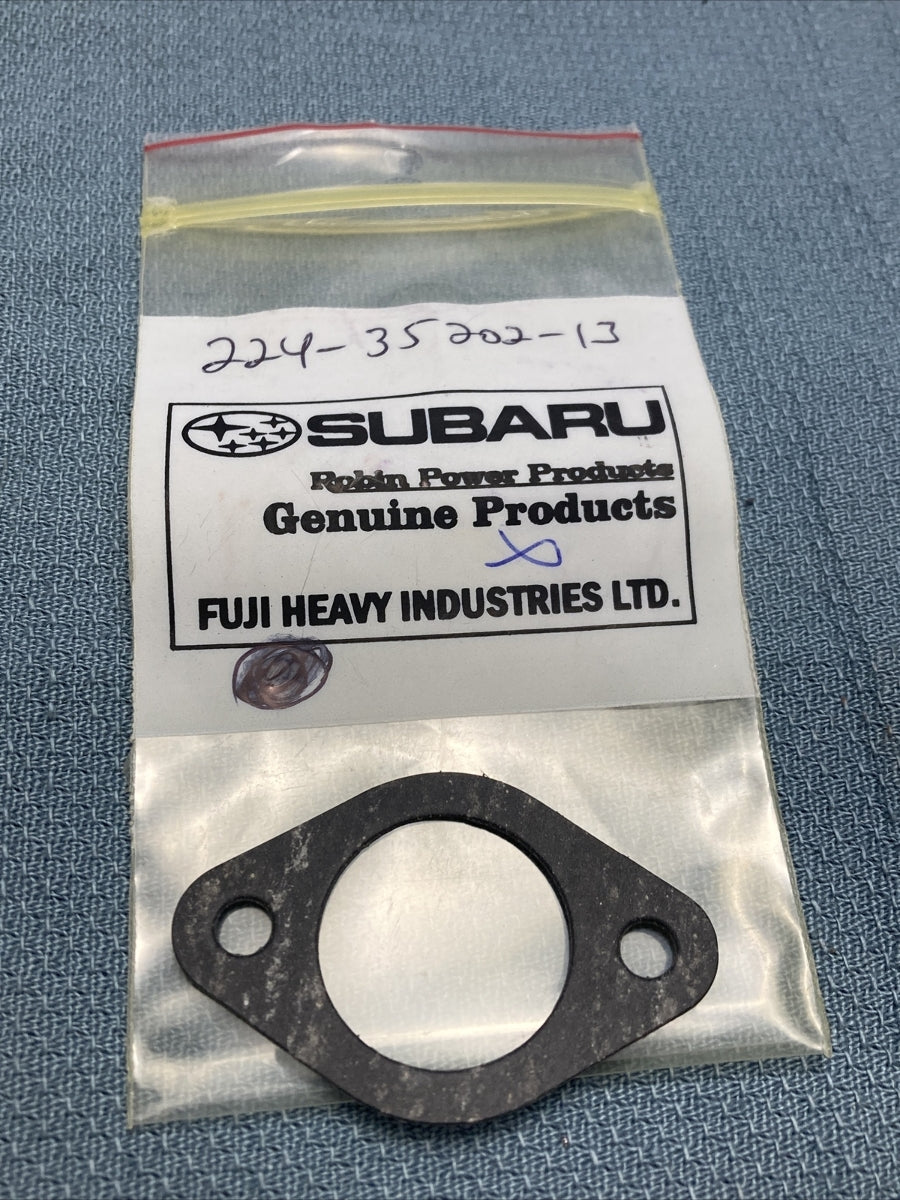 224-35202-13
SUBARU
Robin Power Products
Genuine Products
FUJI HEAVY INDUSTRIES LTD.